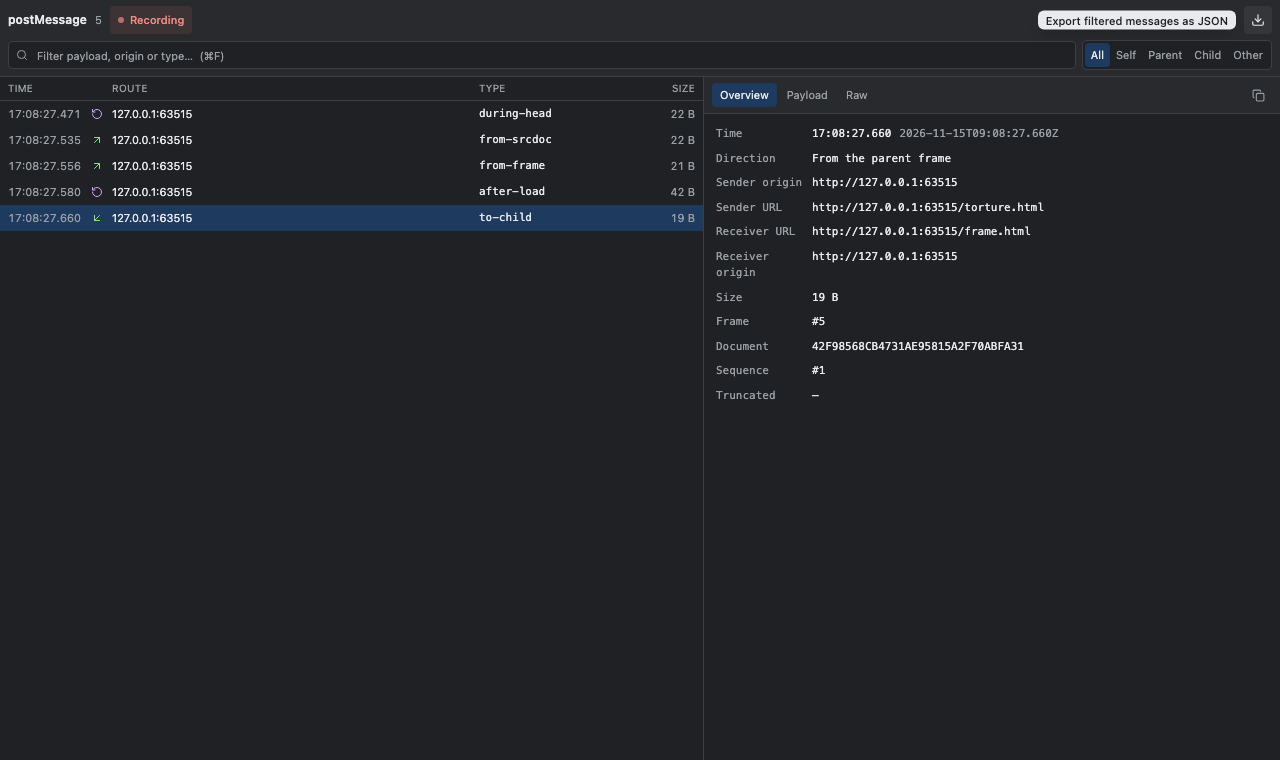 postMessage 5 Recording Export filtered messages as JSON
Filter payload, origin or type… (⌘F) All Self Parent Child Other
TIME ROUTE TYPE SIZE
17:08:27.471 127.0.0.1:63515 during-head 22 B
17:08:27.535 127.0.0.1:63515 from-srcdoc 22 B
17:08:27.556 127.0.0.1:63515 from-frame 21 B
17:08:27.580 127.0.0.1:63515 after-load 42 B
17:08:27.660 127.0.0.1:63515 to-child 19 B
Overview Payload Raw
Time 17:08:27.660 2026-11-15T09:08:27.660Z
Direction From the parent frame
Sender origin http://127.0.0.1:63515
Sender URL http://127.0.0.1:63515/torture.html
Receiver URL http://127.0.0.1:63515/frame.html
Receiver origin http://127.0.0.1:63515
Size 19 B
Frame #5
Document 42F98568CB4731AE95815A2F70ABFA31
Sequence #1
Truncated —